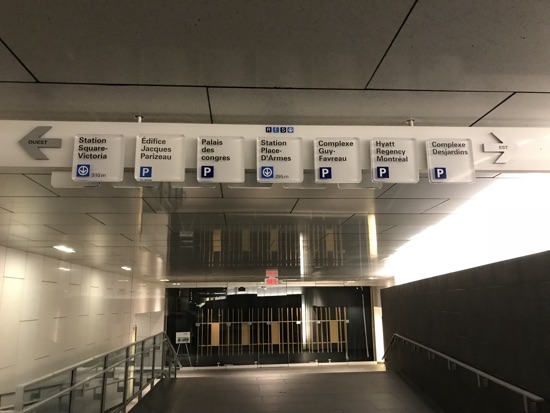 RÉSO
OUEST
Station
Square-
Victoria
510 m
Édifice
Jacques
Parizeau
P
Palais
des
congrès
P
Station
Place-
D'Armes
Complexe
Guy-
Favreau
P
Hyatt
Regency
Montréal
P
Complexe
Desjardins
P
EST